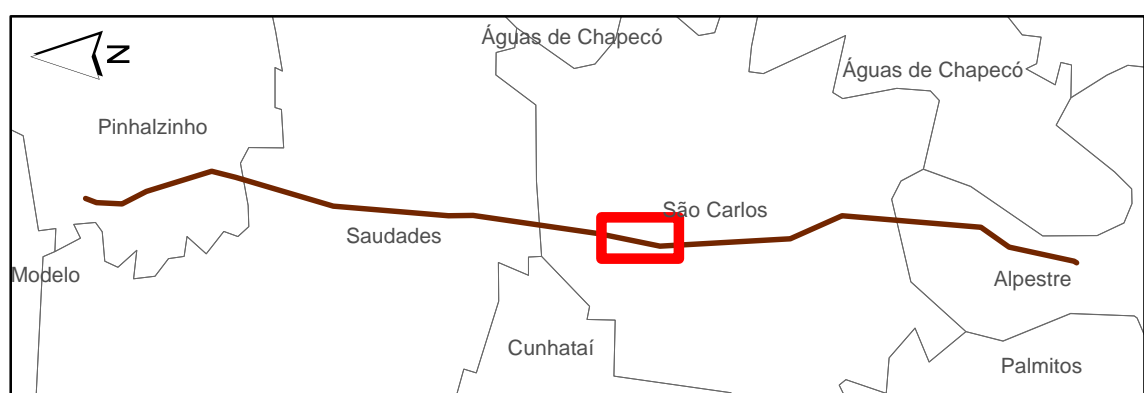 Águas de Chapecó
N
Águas de Chapecó
Pinhalzinho
São Carlos
Saudades
Modelo
Alpestre
Cunhataí
Palmitos